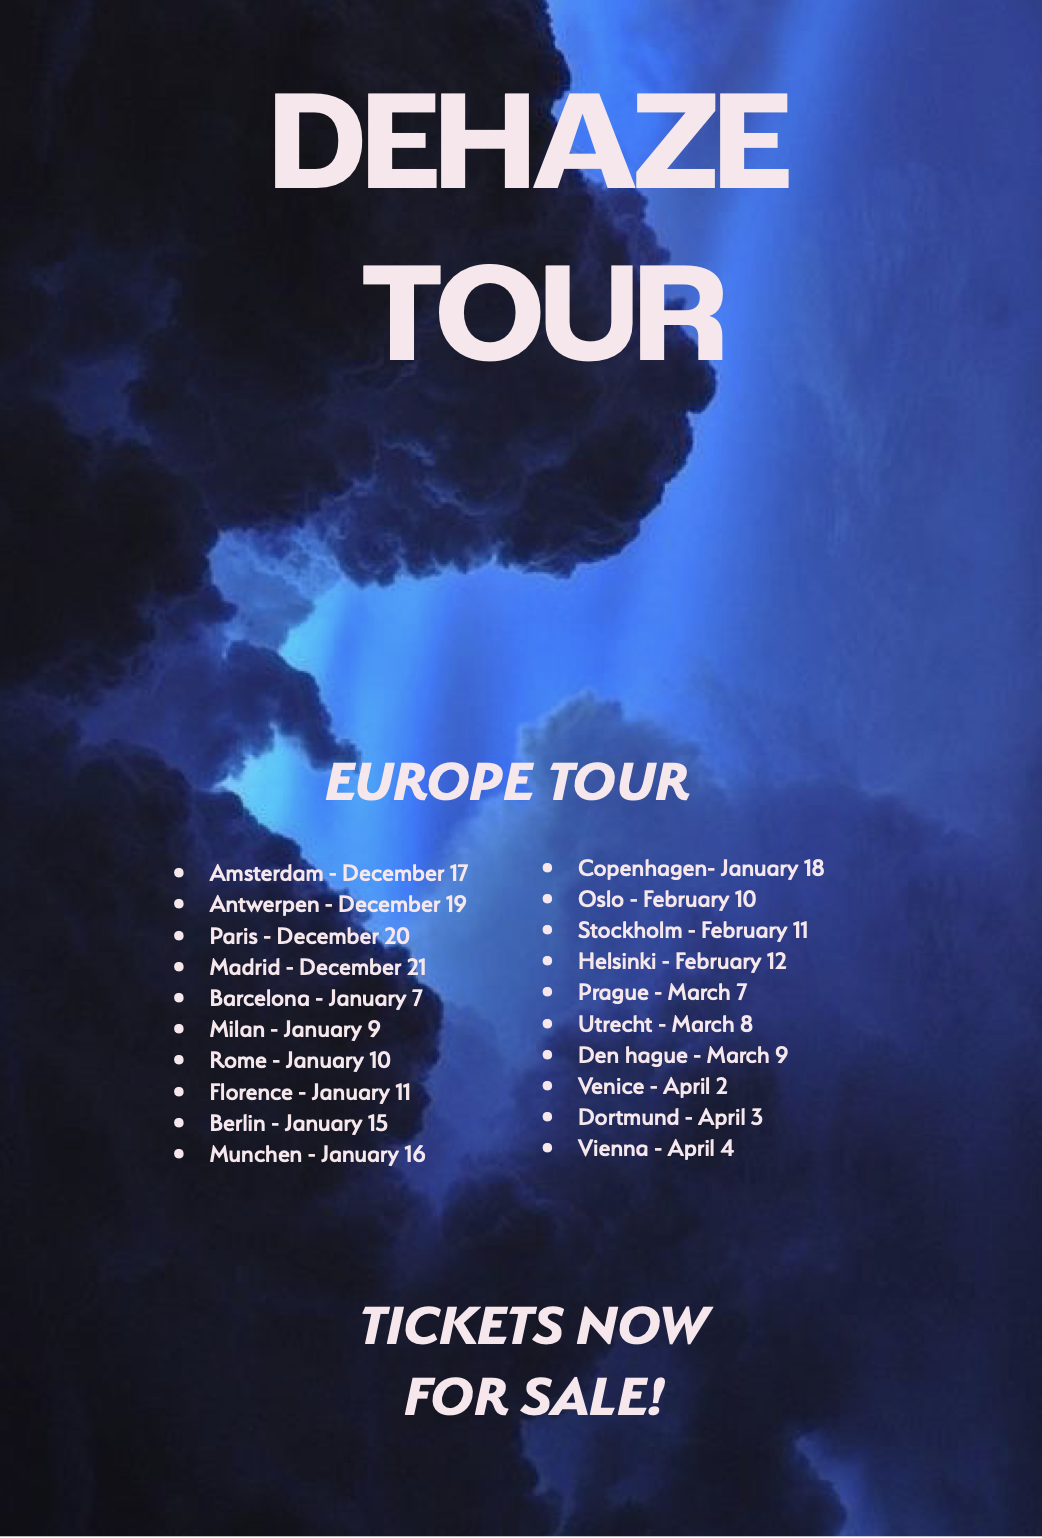 DEHAZE
TOUR
EUROPE TOUR
• Amsterdam - December 17
• Antwerpen - December 19
• Paris - December 20
• Madrid - December 21
• Barcelona - January 7
• Milan - January 9
• Rome - January 10
• Florence - January 11
• Berlin - January 15
• Munchen - January 16
• Copenhagen- January 18
• Oslo - February 10
• Stockholm - February 11
• Helsinki - February 12
• Prague - March 7
• Utrecht - March 8
• Den hague - March 9
• Venice - April 2
• Dortmund - April 3
• Vienna - April 4
TICKETS NOW
FOR SALE!